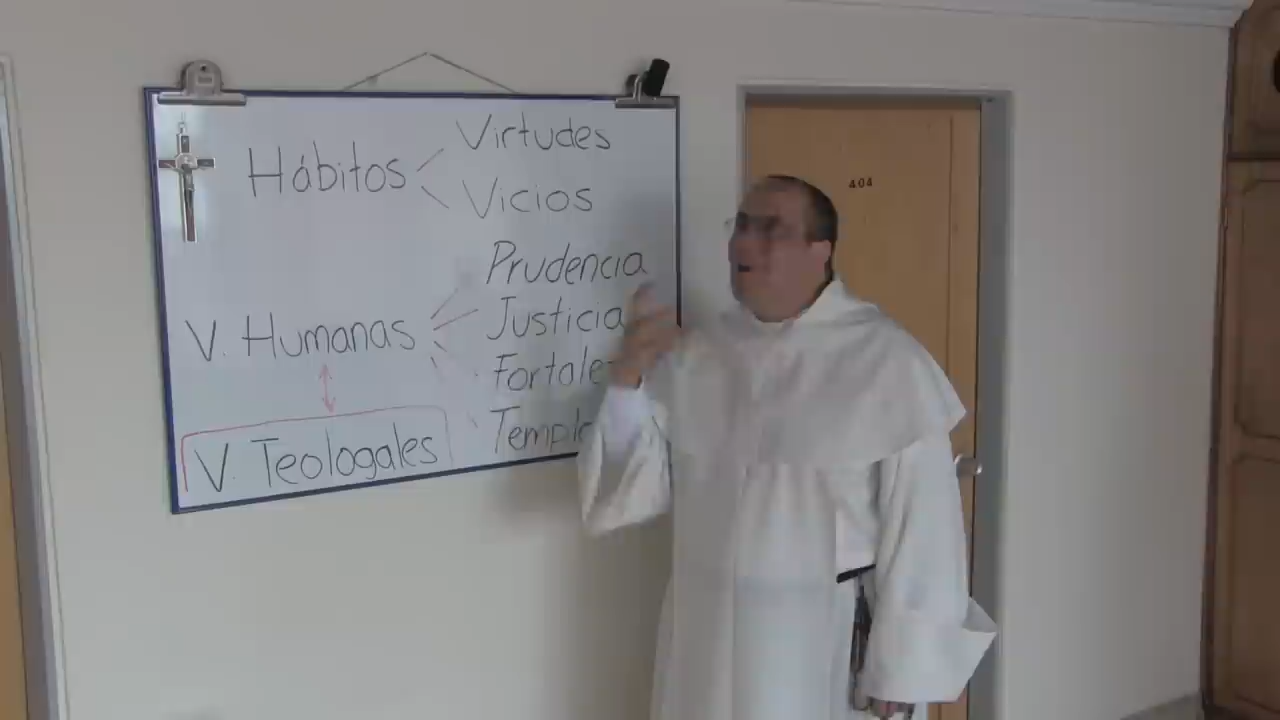 Hábitos
Virtudes
Vicios
V. Humanas
Prudencia
Justicia
V. Teologales
404